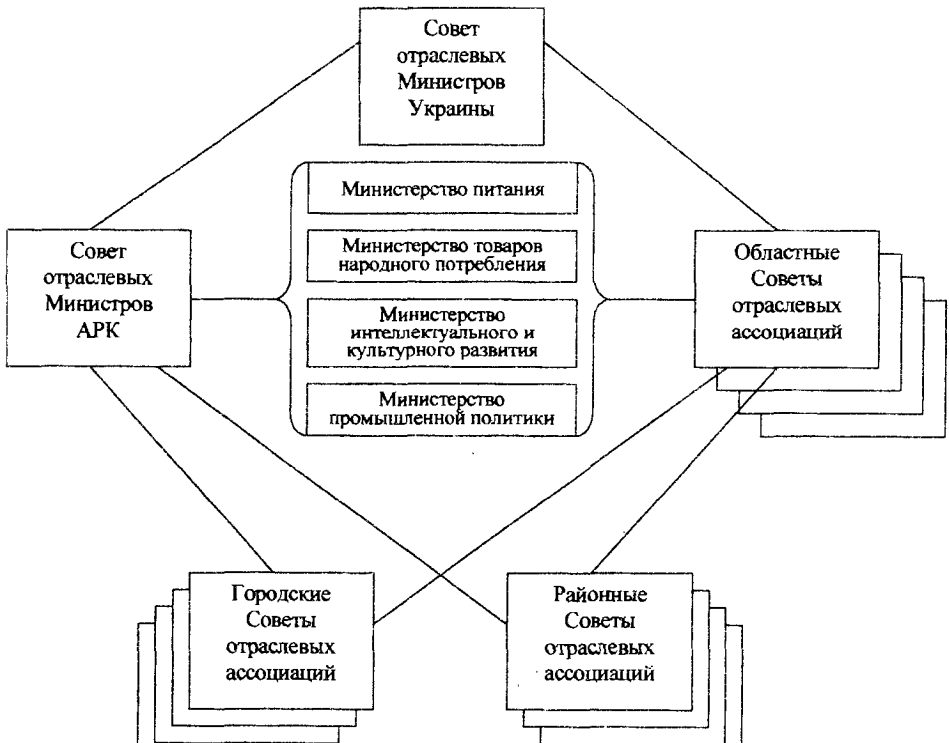 Совет
отраслевых
Министров
Украины
Министерство питания
Совет
отраслевых
Министров
АРК
Министерство товаров
народного потребления
Министерство
интеллектуального и
культурного развития
Министерство
промышленной политики
Областные
Советы
отраслевых
ассоциаций
Городские
Советы
отраслевых
ассоциаций
Районные
Советы
отраслевых
ассоциаций